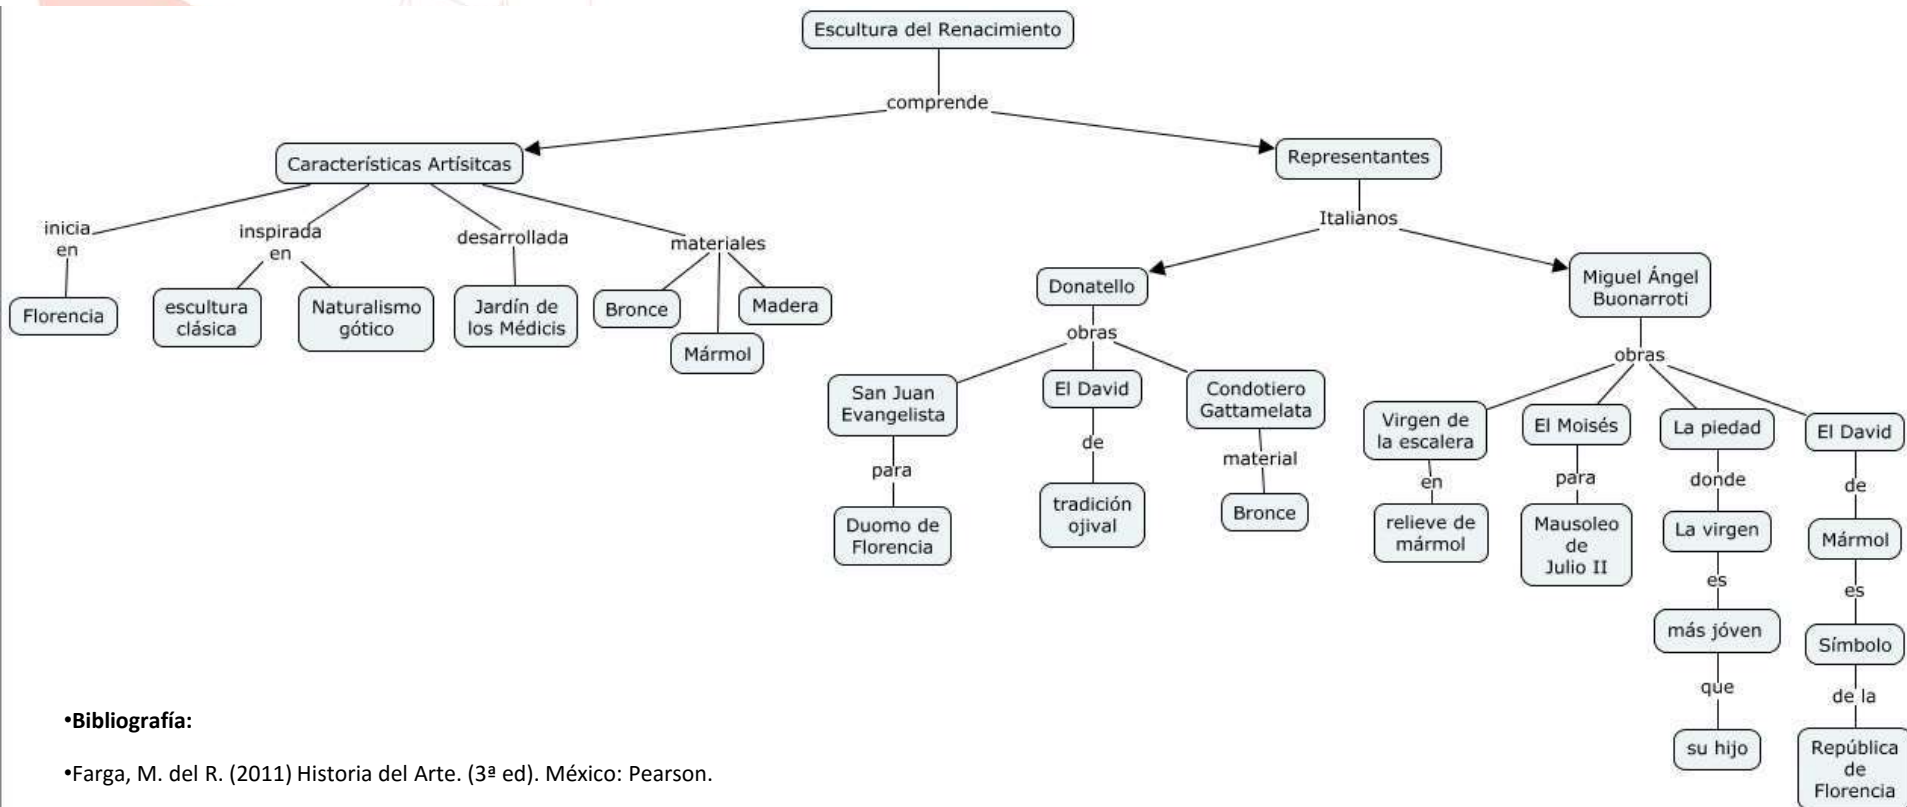 Escultura del Renacimiento
comprende
Características Artísitcas
Representantes
inicia
en
Florencia
inspirada
en
escultura
clásica
Naturalismo
gótico
desarrollada
Jardín de
los Médicis
materiales
Bronce
Mármol
Madera
Italianos
Donatello
obras
San Juan
Evangelista
para
Duomo de
Florencia
El David
de
tradición
ojival
Condotiero
Gattamelata
material
Bronce
Miguel Ángel
Buonarroti
obras
Virgen de
la escalera
en
relieve de
mármol
El Moisés
para
Mausoleo
de
Julio II
La piedad
donde
La virgen
es
más jóven
que
su hijo
El David
de
Mármol
es
Símbolo
de la
República
de
Florencia
•Bibliografía:
•Farga, M. del R. (2011) Historia del Arte. (3ª ed). México: Pearson.